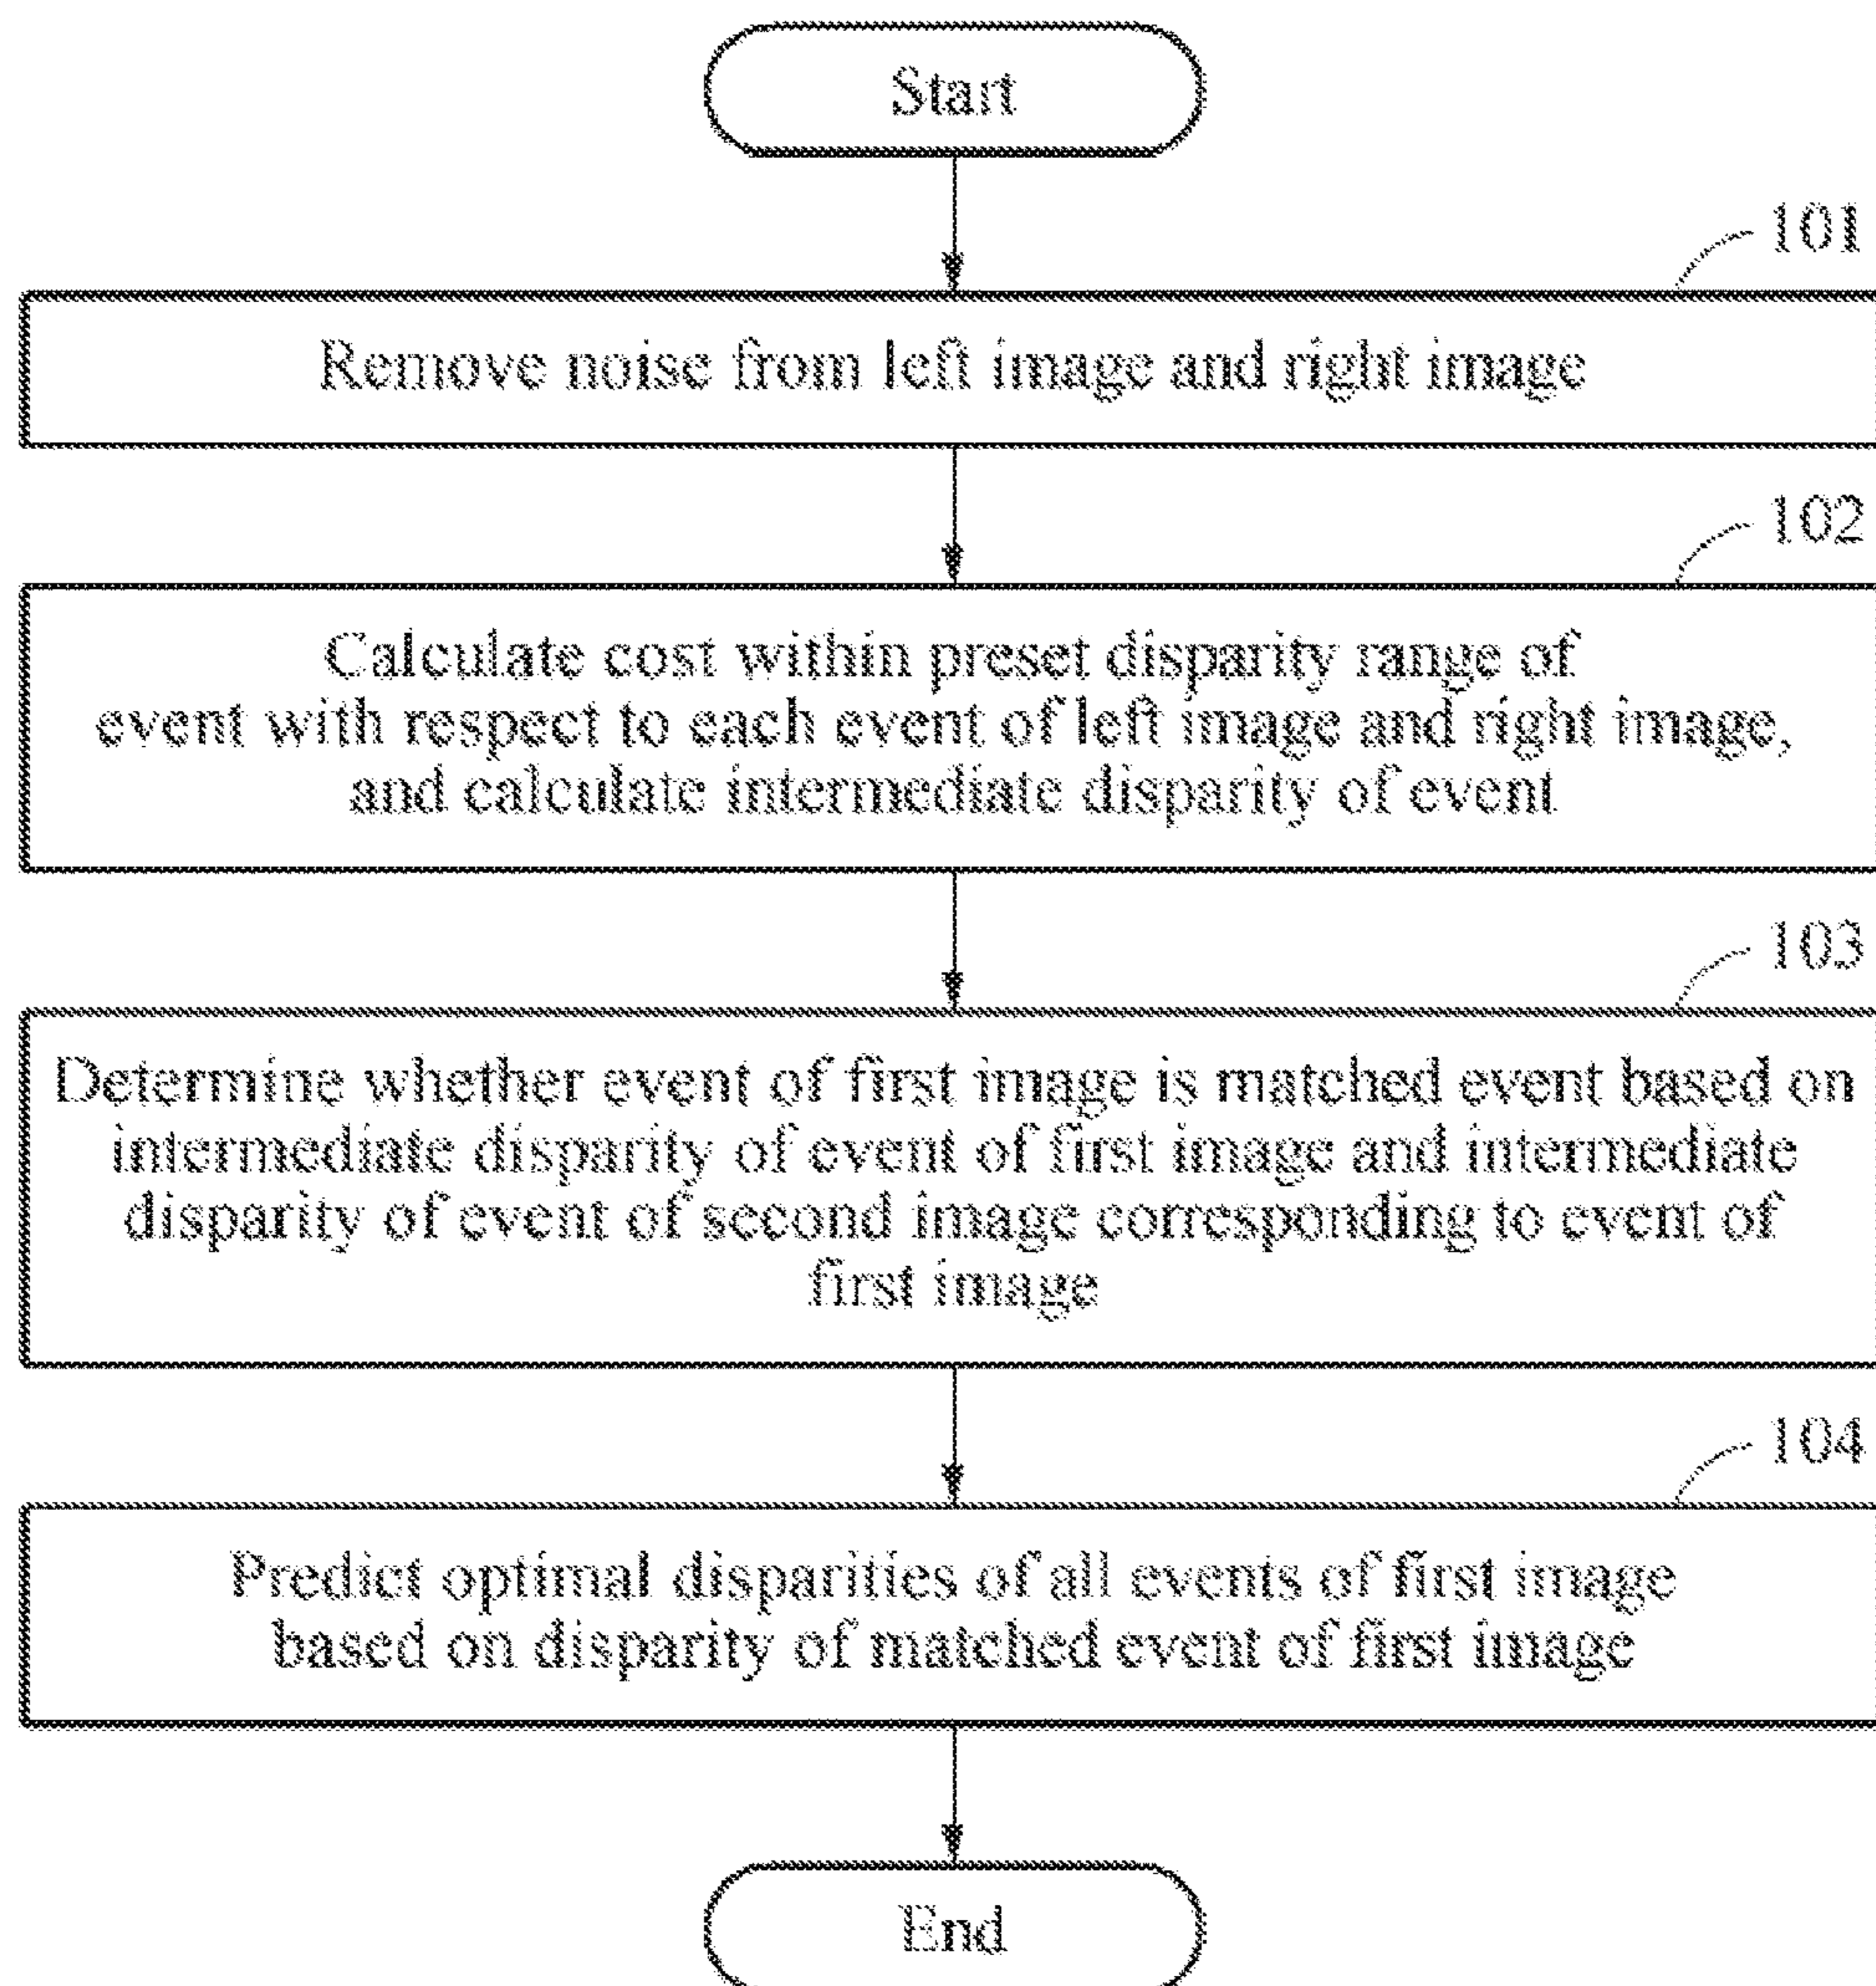 Start
101
Remove noise from left image and right image
102
Calculate cost within preset disparity range of
event with respect to each event of left image and right image,
and calculate intermediate disparity of event
103
Determine whether event of first image is matched event based on
intermediate disparity of event of first image and intermediate
disparity of event of second image corresponding to event of
first image
104
Predict optimal disparities of all events of first image
based on disparity of matched event of first image
End